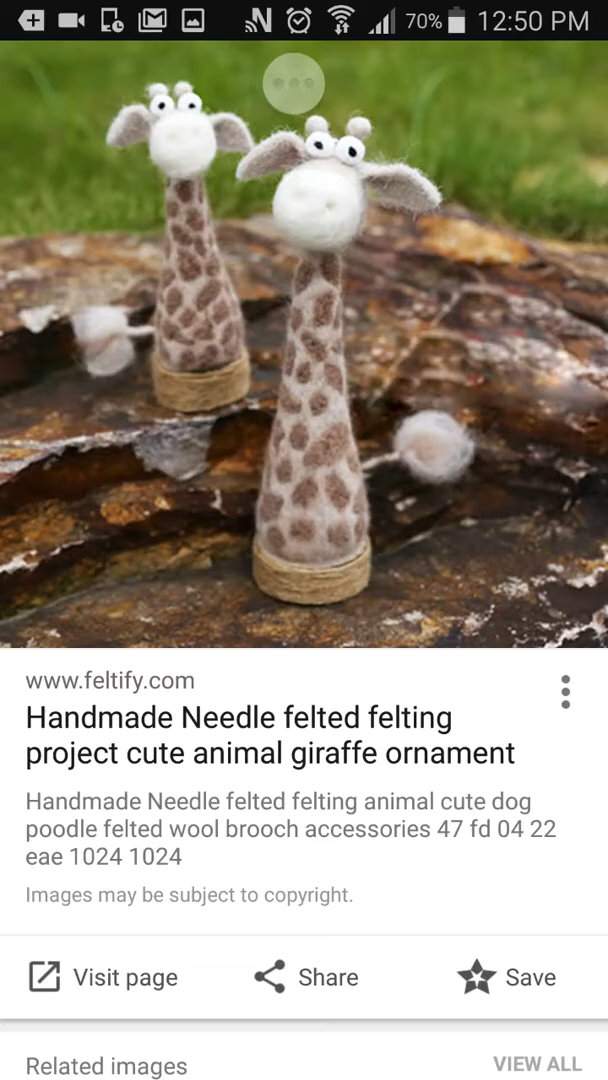 70% 12:50 PM
www.feltify.com
Handmade Needle felted felting
project cute animal giraffe ornament
Handmade Needle felted felting animal cute dog
poodle felted wool brooch accessories 47 fd 04 22
eae 1024 1024
Images may be subject to copyright.
Visit page Share Save
Related images VIEW ALL